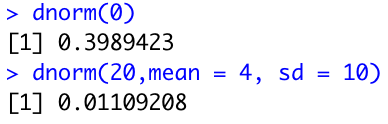 > dnorm(0)
[1] 0.3989423
> dnorm(20,mean = 4, sd = 10)
[1] 0.01109208